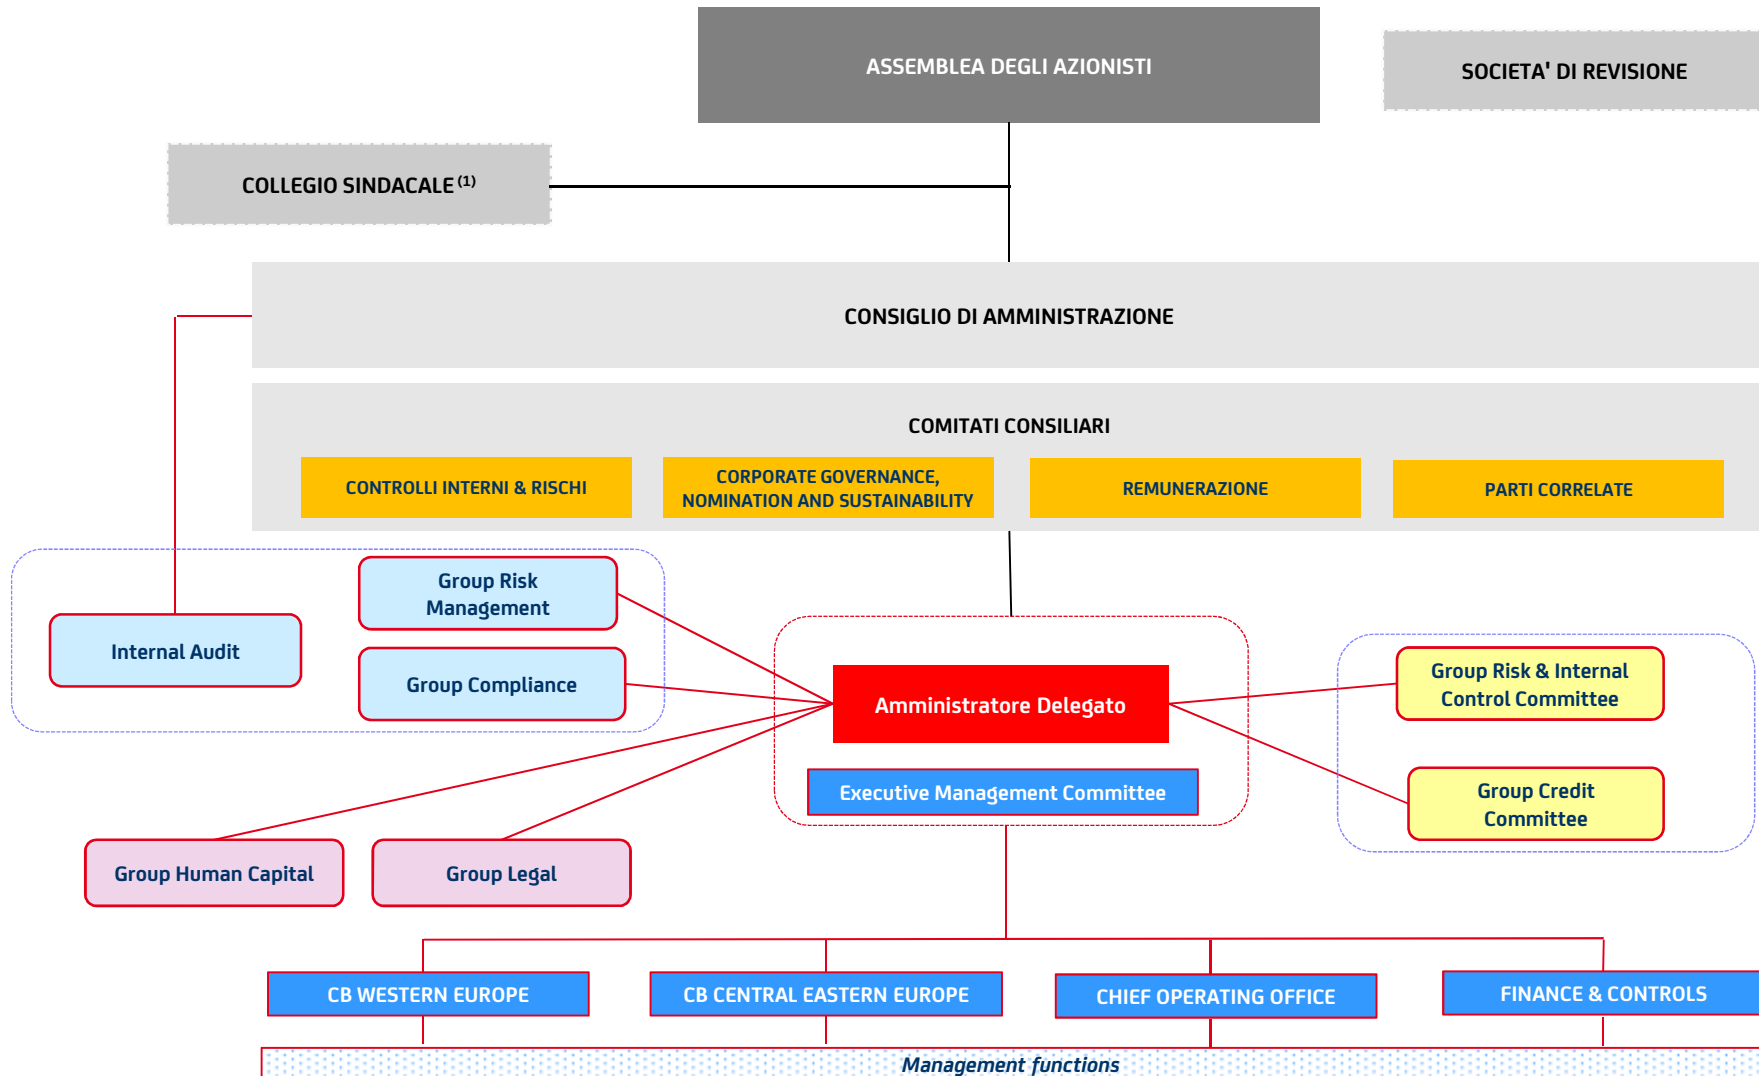 ASSEMBLEA DEGLI AZIONISTI
SOCIETA' DI REVISIONE
COLLEGIO SINDACALE (1)
CONSIGLIO DI AMMINISTRAZIONE
COMITATI CONSILIARI
CONTROLLI INTERNI & RISCHI
CORPORATE GOVERNANCE,
NOMINATION AND SUSTAINABILITY
REMUNERAZIONE
PARTI CORRELATE
Group Risk
Management
Internal Audit
Group Compliance
Amministratore Delegato
Group Risk & Internal
Control Committee
Executive Management Committee
Group Credit
Committee
Group Human Capital
Group Legal
CB WESTERN EUROPE
CB CENTRAL EASTERN EUROPE
CHIEF OPERATING OFFICE
FINANCE & CONTROLS
Management functions